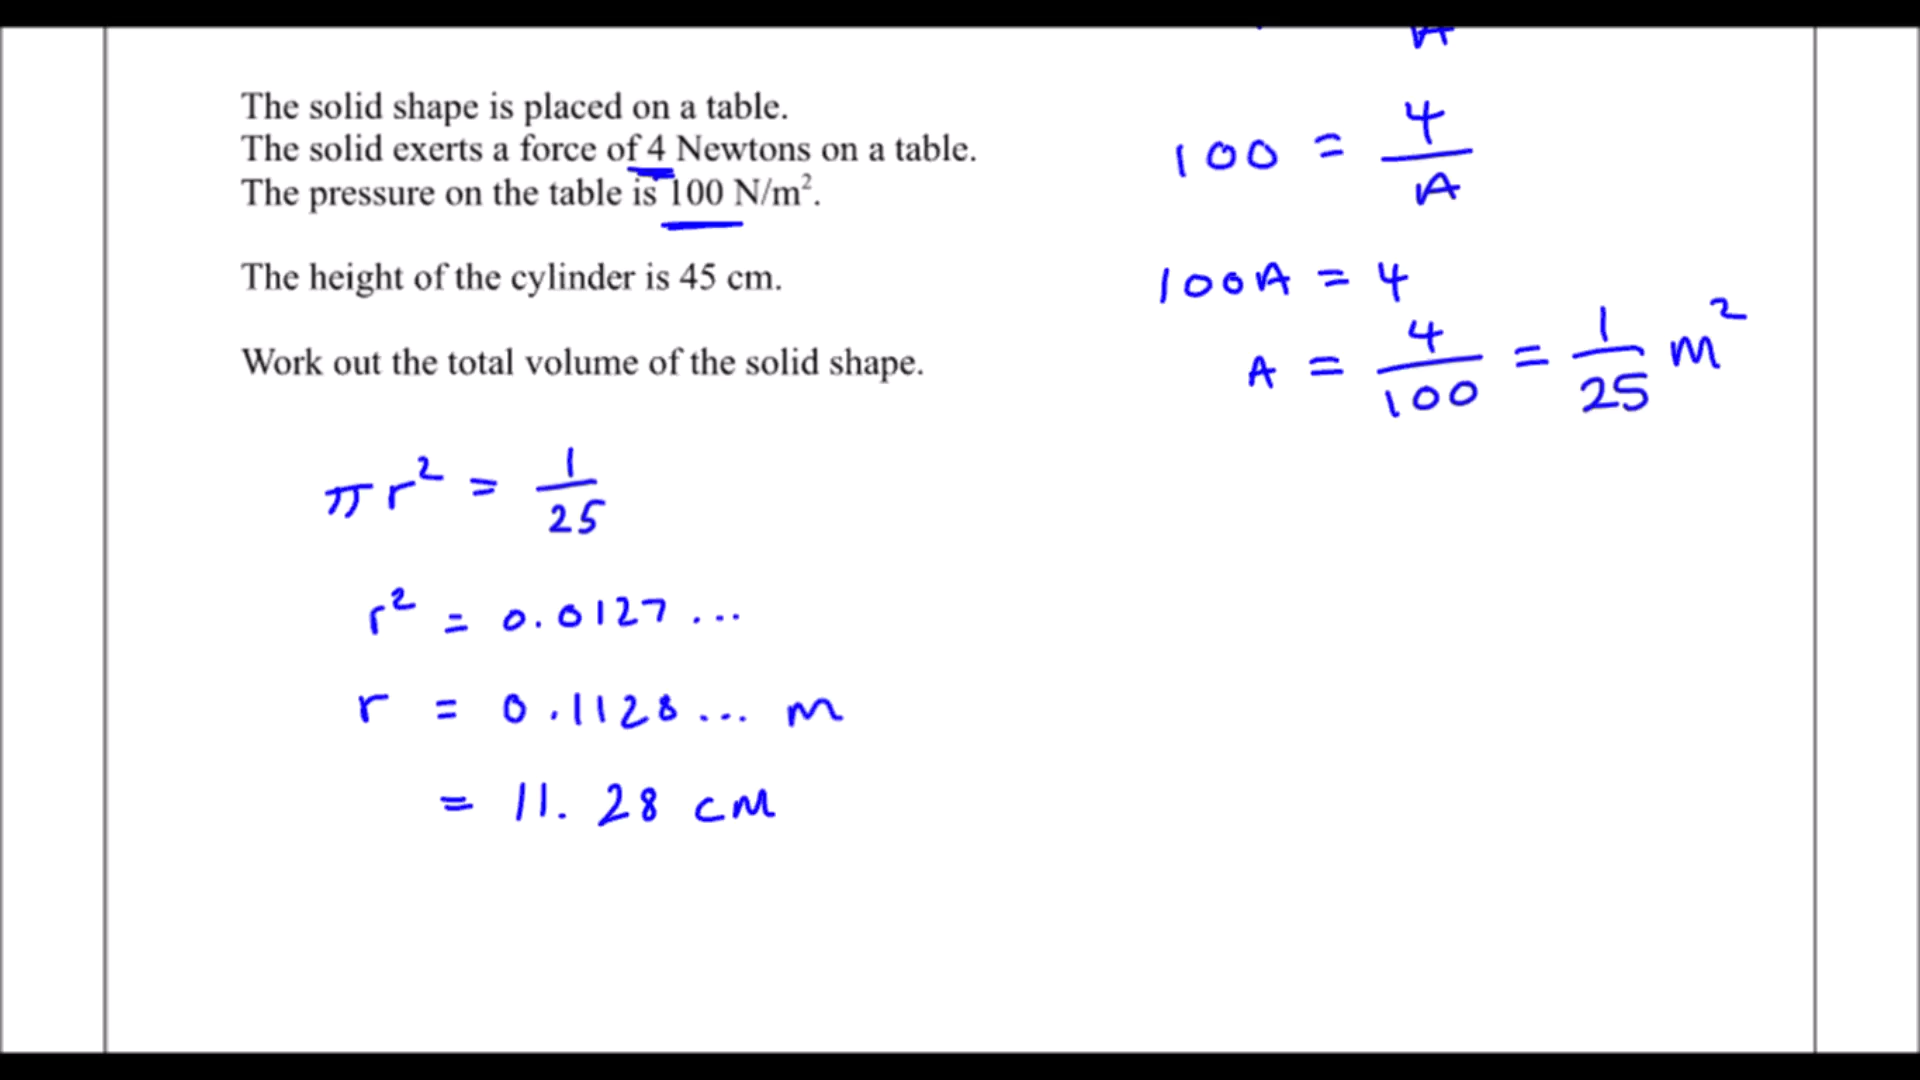 A
The solid shape is placed on a table.
The solid exerts a force of 4 Newtons on a table.
The pressure on the table is 100 N/m².
100 = 4/A
The height of the cylinder is 45 cm.
100A = 4
Work out the total volume of the solid shape.
A = 4/100 = 1/25 m²
πr² = 1/25
r² = 0.0127...
r = 0.1128... m
= 11.28 cm